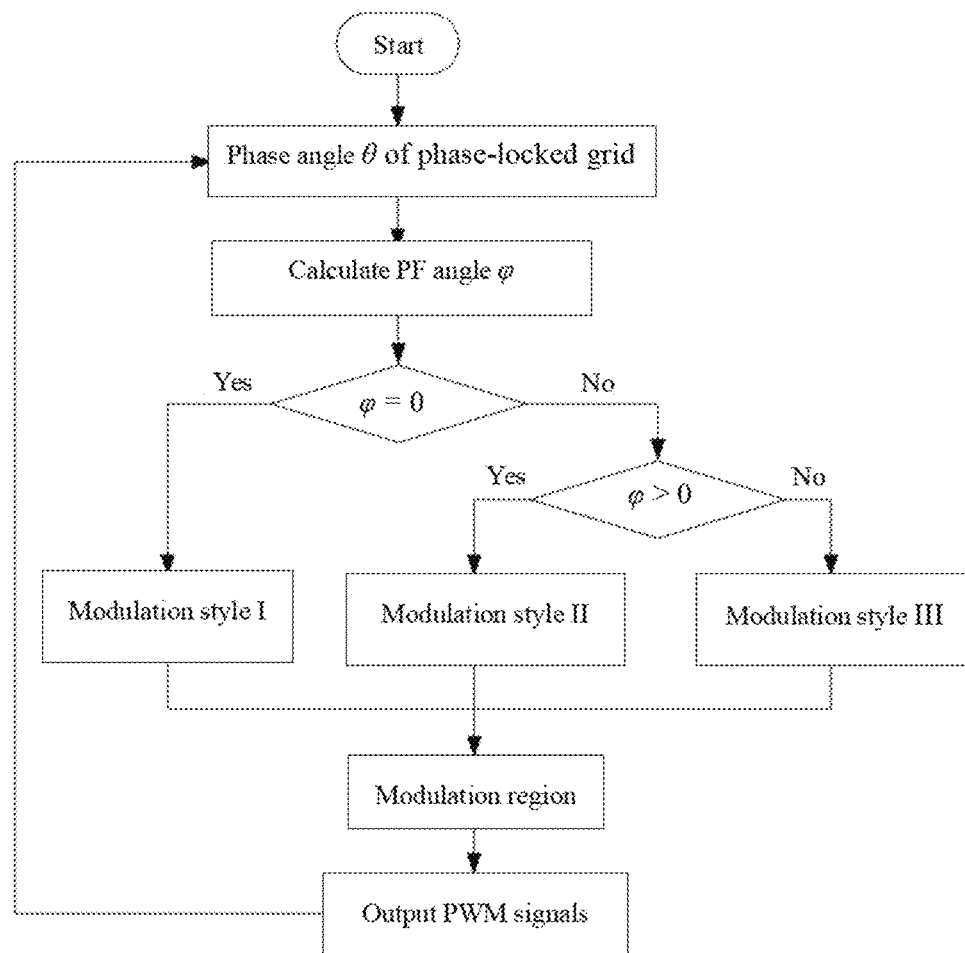 Start
Phase angle θ of phase-locked grid
Calculate PF angle φ
Yes
φ = 0
No
Yes
φ > 0
No
Modulation style I
Modulation style II
Modulation style III
Modulation region
Output PWM signals